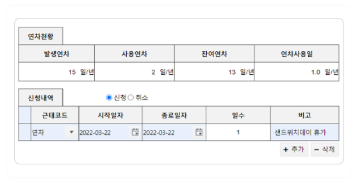 연차현황
발생연차 사용연차 잔여연차 연차사용일
15 일/년 2 일/년 13 일/년 1.0 일/년
신청내역 신청 취소
근태코드 시작일자 종료일자 일수 비고
연차 2022-03-22 2022-03-22 1 샌드위치데이 휴가
+ 추가 - 삭제